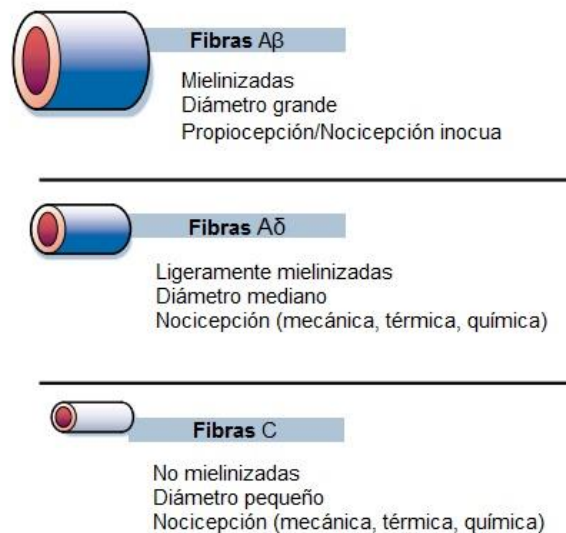 Fibras Aβ
Mielinizadas
Diámetro grande
Propiocepción/Nocicepción inocua
Fibras Aδ
Ligeramente mielinizadas
Diámetro mediano
Nocicepción (mecánica, térmica, química)
Fibras C
No mielinizadas
Diámetro pequeño
Nocicepción (mecánica, térmica, química)